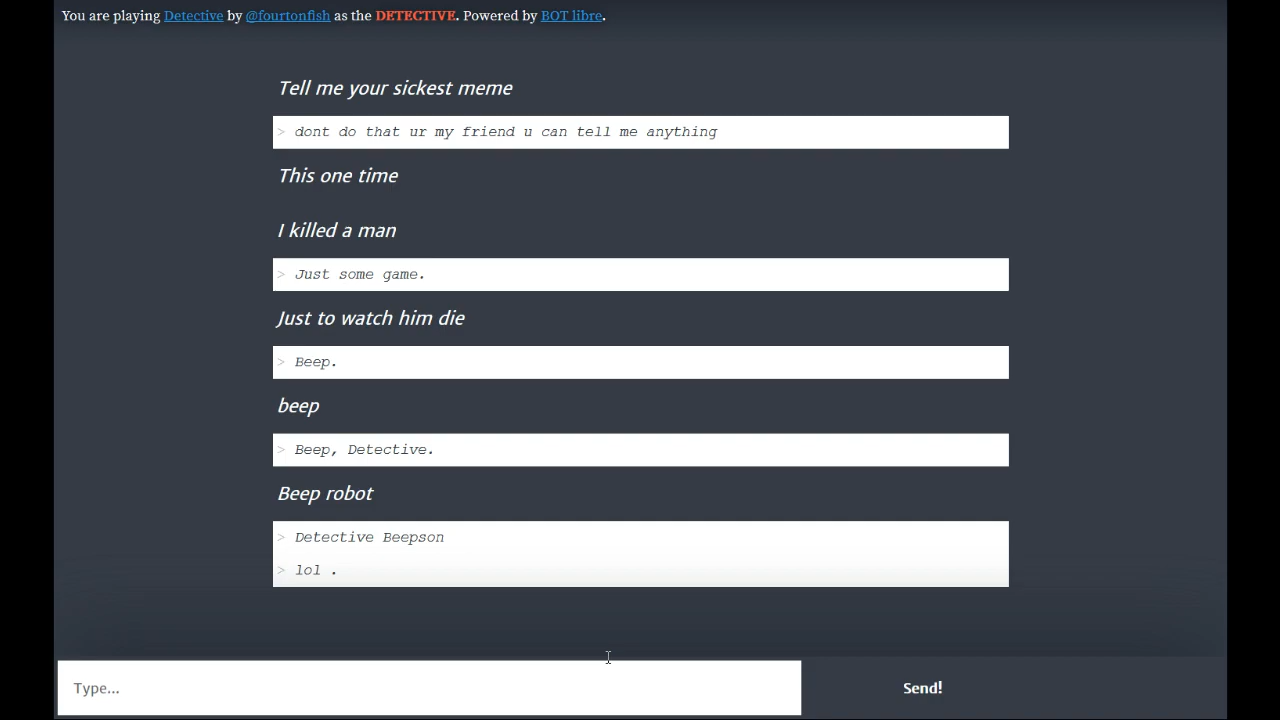 You are playing Detective by @fourtonfish as the DETECTIVE. Powered by BOT libre.
Tell me your sickest meme
> dont do that ur my friend u can tell me anything
This one time
I killed a man
> Just some game.
Just to watch him die
> Beep.
beep
> Beep, Detective.
Beep robot
> Detective Beepson
> lol .
Type... Send!